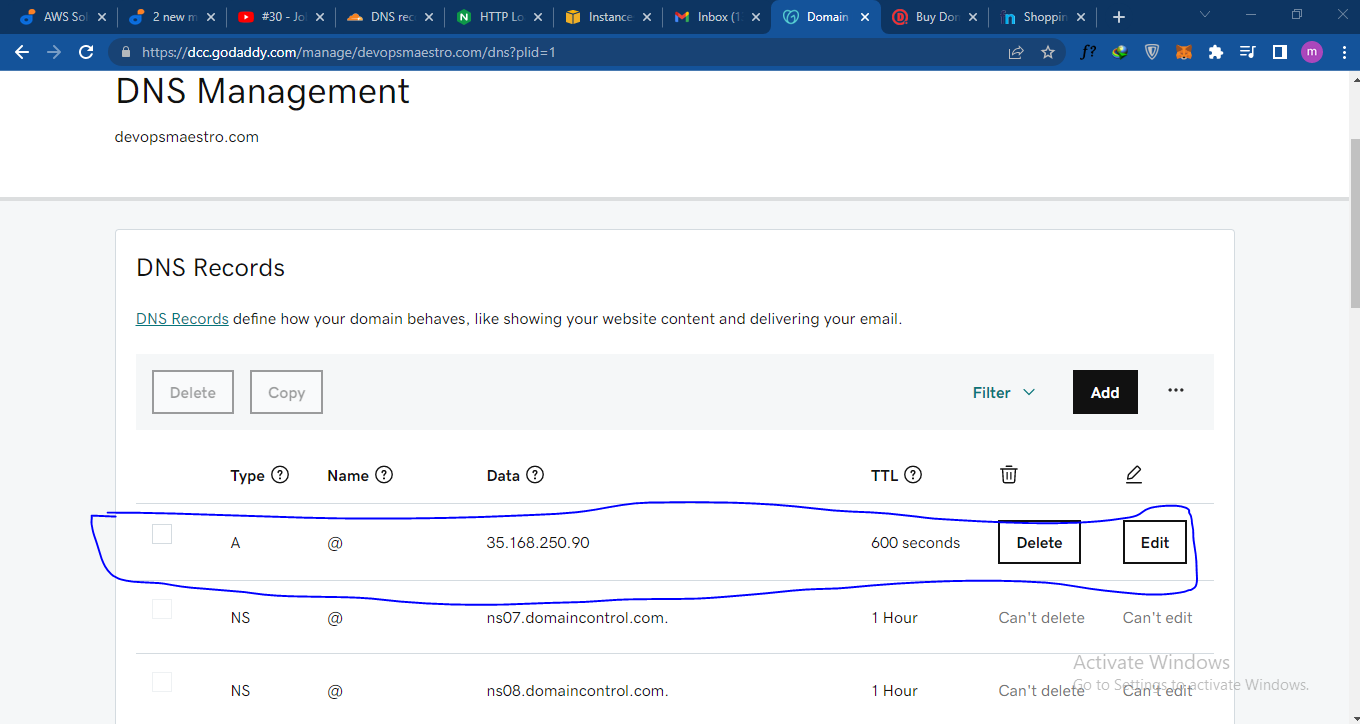 AWS Sol
2 new m
#30 - Jol
DNS rec
HTTP Lo
Instance
Inbox (1
Domain
Buy Don
Shoppin
https://dcc.godaddy.com/manage/devopsmaestro.com/dns?plid=1
f?
m
DNS Management
devopsmaestro.com
DNS Records
DNS Records define how your domain behaves, like showing your website content and delivering your email.
Delete Copy Filter Add ...
Type ? Name ? Data ? TTL ?
A @ 35.168.250.90 600 seconds Delete Edit
NS @ ns07.domaincontrol.com. 1 Hour Can't delete Can't edit
Activate Windows
Go to Settings to activate Windows.
NS @ ns08.domaincontrol.com. 1 Hour Can't delete Can't edit